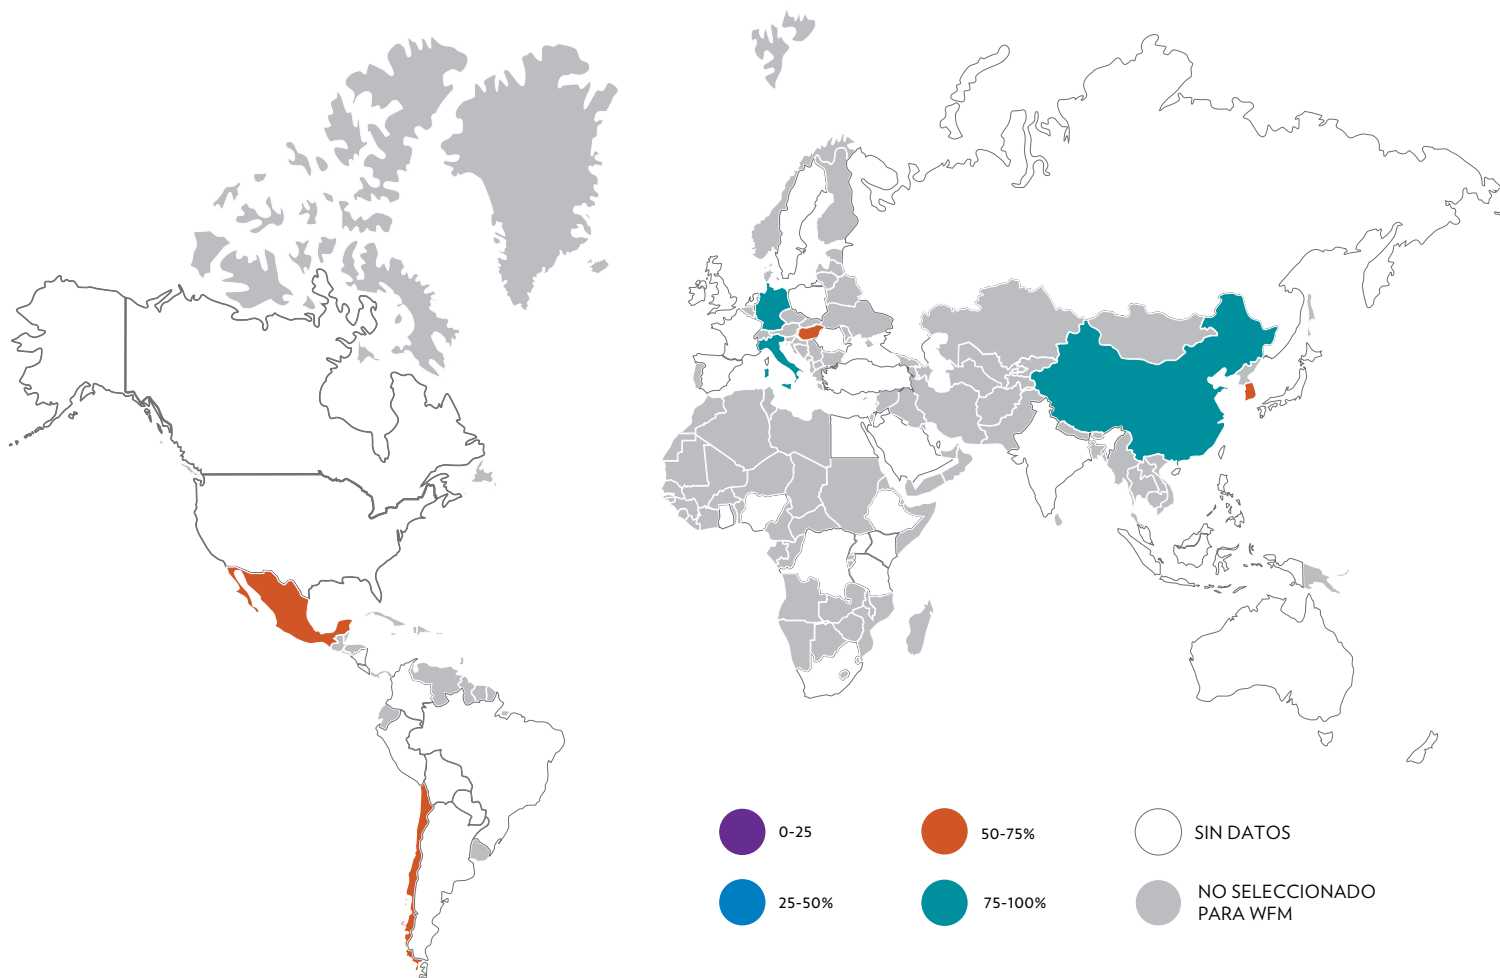 0-25
50-75%
SIN DATOS
25-50%
75-100%
NO SELECCIONADO
PARA WFM